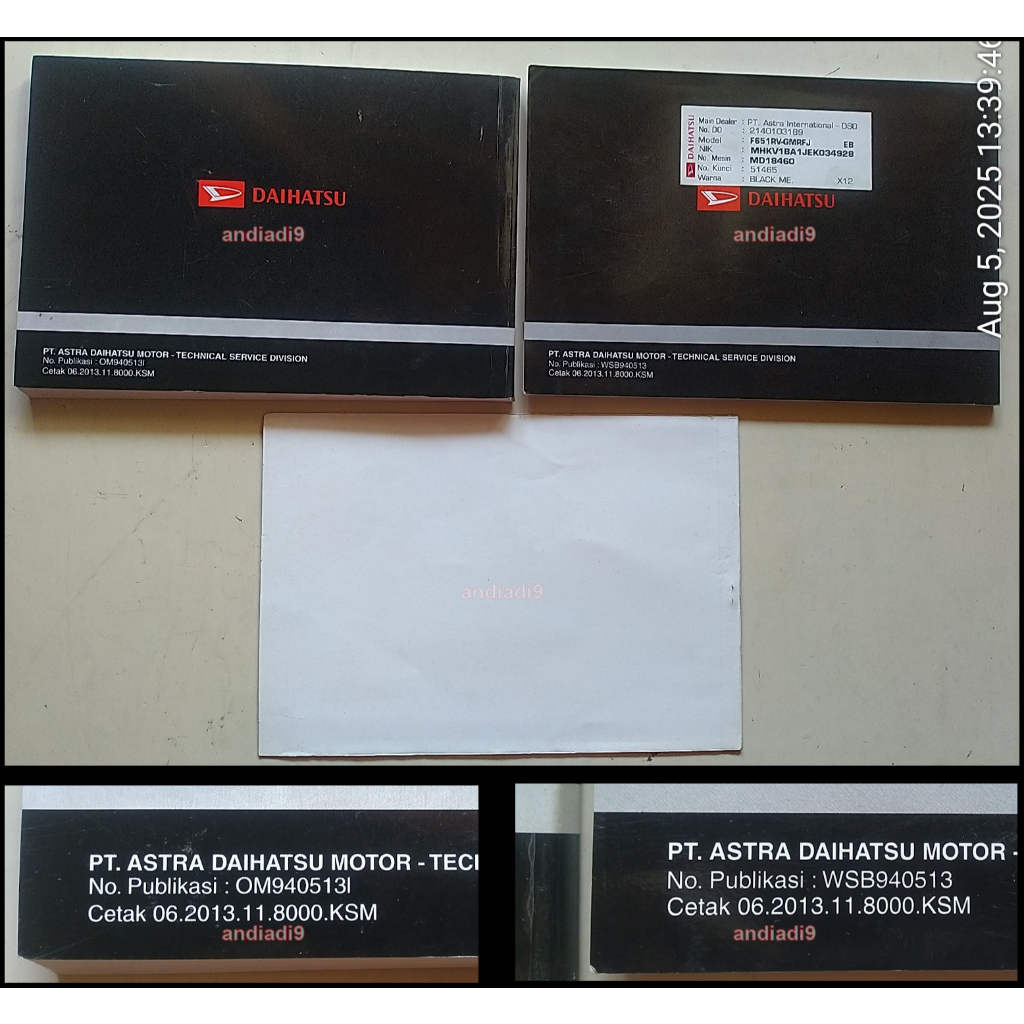 DAIHATSU
andiadi9
PT. ASTRA DAIHATSU MOTOR - TECHNICAL SERVICE DIVISION
No. Publikasi : OM940513I
Cetak 06.2013.11.8000.KSM
DAIHATSU
Main Dealer : PT. Astra International - D90
No. DO : 2140103189
Model : F651RV-GMRFJ EB
NIK : MHKV1BA1JEK034928
No. Mesin : MD18460
No. Kunci : 51465
Warna : BLACK ME. X12
DAIHATSU
andiadi9
PT. ASTRA DAIHATSU MOTOR - TECHNICAL SERVICE DIVISION
No. Publikasi : WSB940513
Cetak 06.2013.11.8000.KSM
Aug 5, 2025 13:39:46
andiadi9
PT. ASTRA DAIHATSU MOTOR - TECI
No. Publikasi : OM940513I
Cetak 06.2013.11.8000.KSM
andiadi9
PT. ASTRA DAIHATSU MOTOR -
No. Publikasi : WSB940513
Cetak 06.2013.11.8000.KSM
andiadi9